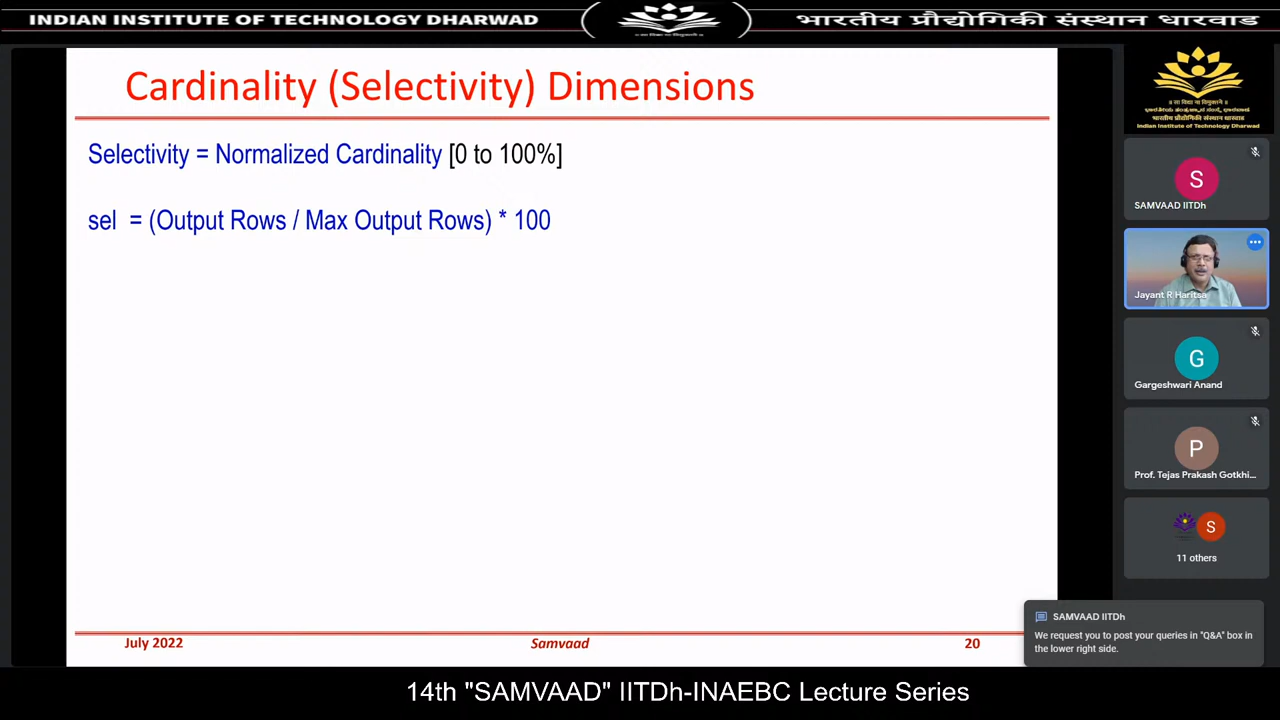 INDIAN INSTITUTE OF TECHNOLOGY DHARWAD
भारतीय प्रौद्योगिकी संस्थान धारवाड
Cardinality (Selectivity) Dimensions
Selectivity = Normalized Cardinality [0 to 100%]
sel = (Output Rows / Max Output Rows) * 100
July 2022
Samvaad
20
भारतीय प्रौद्योगिकी संस्थान धारवाड
Indian Institute of Technology Dharwad
S
SAMVAAD IITDh
Jayant R Haritsa
G
Gargeshwari Anand
P
Prof. Tejas Prakash Gotkhi...
S
11 others
SAMVAAD IITDh
We request you to post your queries in "Q&A" box in
the lower right side.
14th "SAMVAAD" IITDh-INAEBC Lecture Series